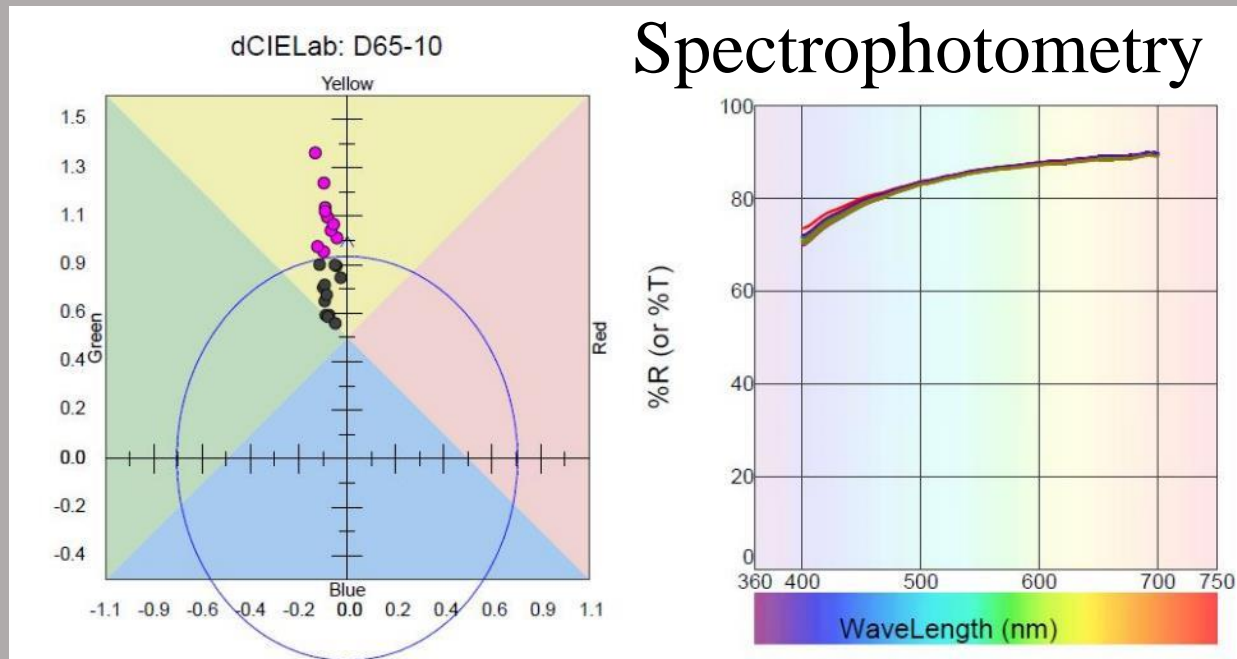 dCIELab: D65-10
Yellow
1.5
1.3
1.1
0.9
0.6
0.4
0.2
0.0
-0.2
-0.4
Green
Red
Blue
-1.1 -0.9 -0.6 -0.4 -0.2 0.0 0.2 0.4 0.6 0.9 1.1
Spectrophotometry
100
80
60
40
20
0
%R (or %T)
360 400 500 600 700 750
WaveLength (nm)